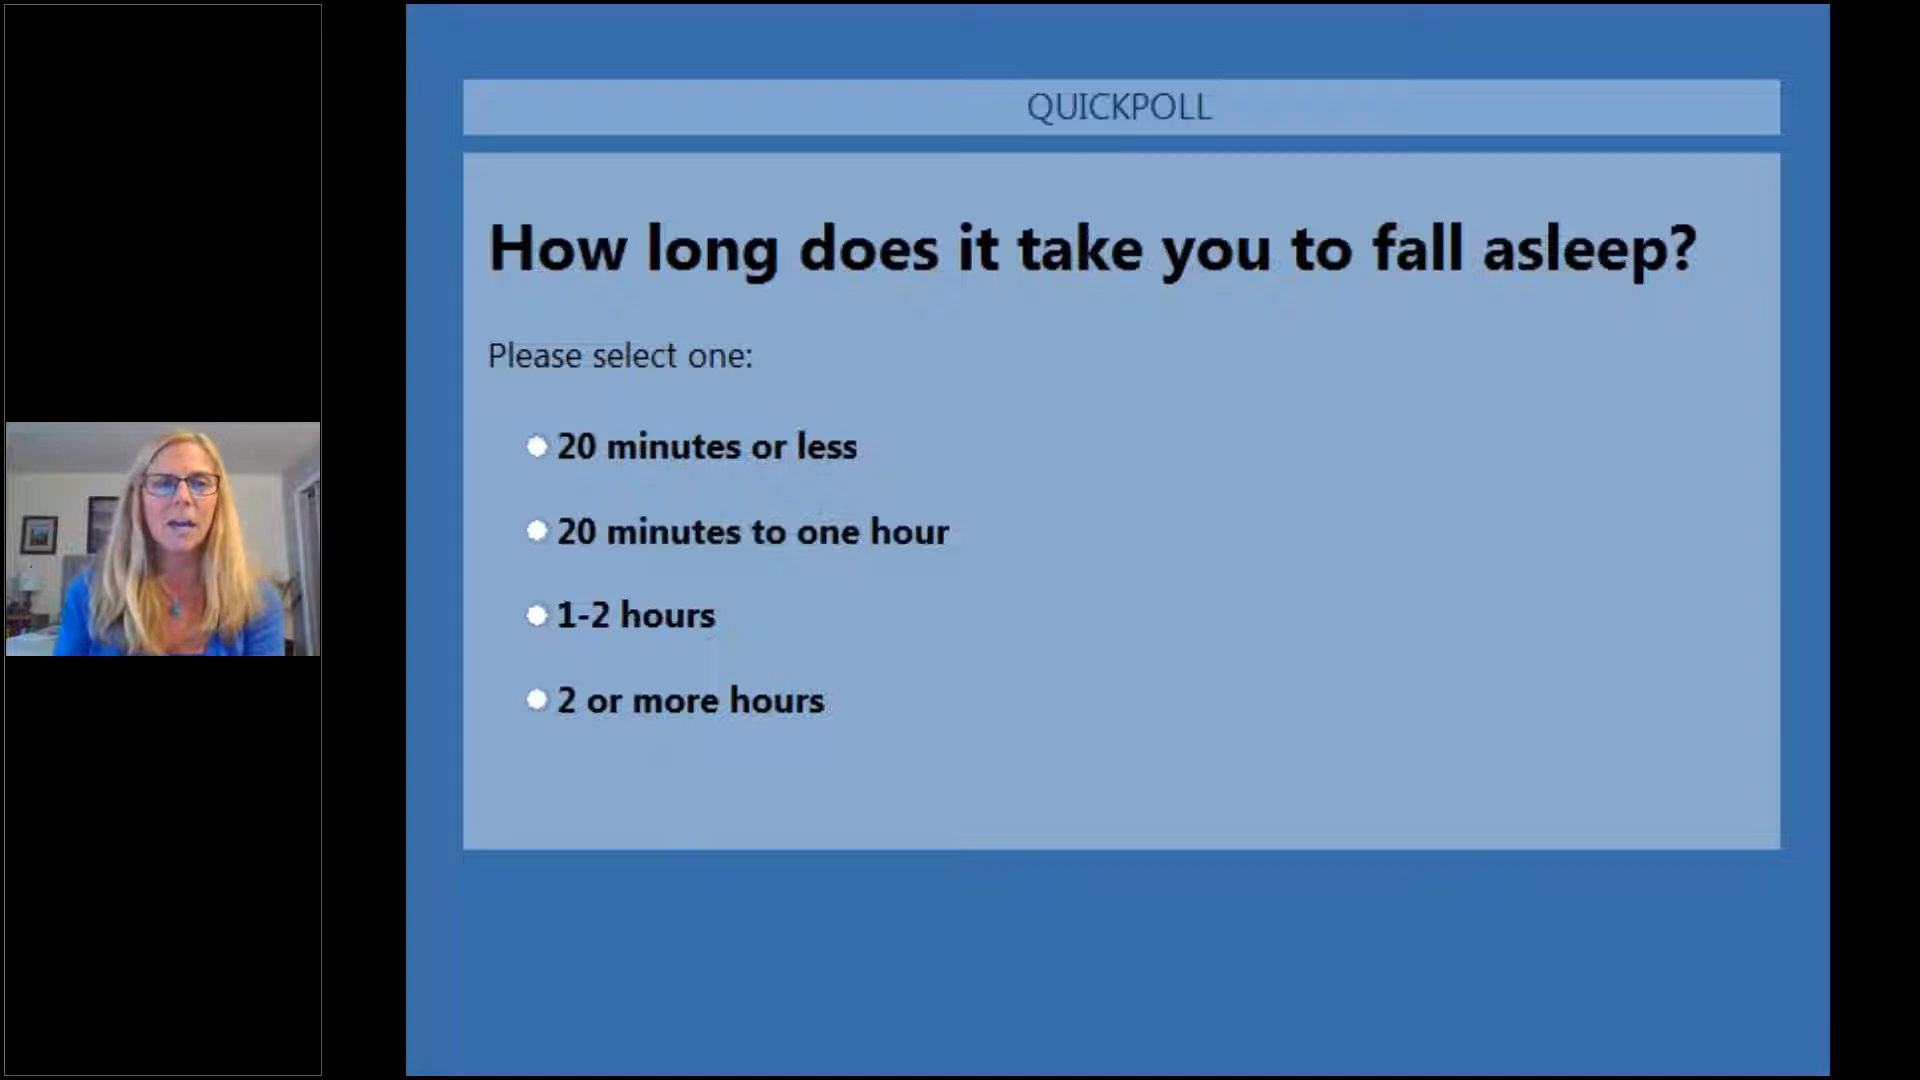 QUICKPOLL
How long does it take you to fall asleep?
Please select one:
20 minutes or less
20 minutes to one hour
1-2 hours
2 or more hours